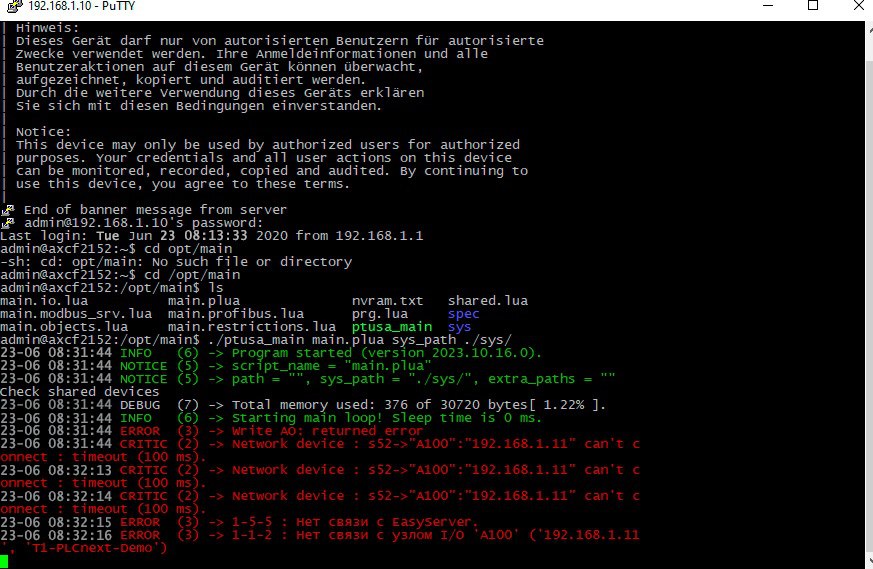 192.168.1.10 - PuTTY
| Hinweis:
| Dieses Gerät darf nur von autorisierten Benutzern für autorisierte
| Zwecke verwendet werden. Ihre Anmeldeinformationen und alle
| Benutzeraktionen auf diesem Gerät können überwacht,
| aufgezeichnet, kopiert und auditiert werden.
| Durch die weitere Verwendung dieses Geräts erklären
| Sie sich mit diesen Bedingungen einverstanden.
|
| Notice:
| This device may only be used by authorized users for authorized
| purposes. Your credentials and all user actions on this device
| can be monitored, recorded, copied and audited. By continuing to
| use this device, you agree to these terms.
|
End of banner message from server
admin@192.168.1.10's password:
Last login: Tue Jun 23 08:13:33 2020 from 192.168.1.1
admin@axcf2152:~$ cd opt/main
-sh: cd: opt/main: No such file or directory
admin@axcf2152:~$ cd /opt/main
admin@axcf2152:/opt/main$ ls
main.io.lua main.plua nvram.txt shared.lua
main.modbus_srv.lua main.profibus.lua prg.lua spec
main.objects.lua main.restrictions.lua ptusa_main sys
admin@axcf2152:/opt/main$ ./ptusa_main main.plua sys_path ./sys/
23-06 08:31:44 INFO (6) -> Program started (version 2023.10.16.0).
23-06 08:31:44 NOTICE (5) -> script_name = "main.plua"
23-06 08:31:44 NOTICE (5) -> path = "", sys_path = "./sys/", extra_paths = ""
Check shared devices
23-06 08:31:44 DEBUG (7) -> Total memory used: 376 of 30720 bytes[ 1.22% ].
23-06 08:31:44 INFO (6) -> Starting main loop! Sleep time is 0 ms.
23-06 08:31:44 ERROR (3) -> Write AO: returned error
23-06 08:31:44 CRITIC (2) -> Network device : s52->"A100":"192.168.1.11" can't c
onnect : timeout (100 ms).
23-06 08:32:13 CRITIC (2) -> Network device : s52->"A100":"192.168.1.11" can't c
onnect : timeout (100 ms).
23-06 08:32:14 CRITIC (2) -> Network device : s52->"A100":"192.168.1.11" can't c
onnect : timeout (100 ms).
23-06 08:32:15 ERROR (3) -> 1-5-5 : Нет связи с EasyServer.
23-06 08:32:16 ERROR (3) -> 1-1-2 : Нет связи с узлом I/O 'A100' ('192.168.1.11
', 'T1-PLCnext-Demo')